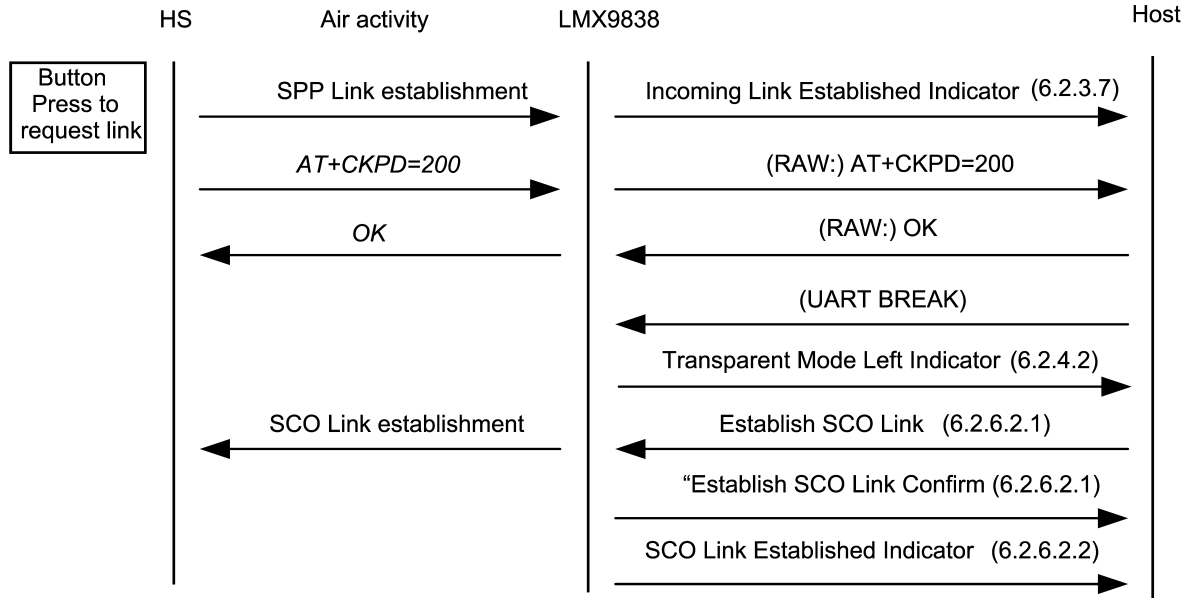 HS
Air activity
LMX9838
Host
Button
Press to
request link
SPP Link establishment
Incoming Link Established Indicator (6.2.3.7)
AT+CKPD=200
(RAW:) AT+CKPD=200
OK
(RAW:) OK
(UART BREAK)
Transparent Mode Left Indicator (6.2.4.2)
SCO Link establishment
Establish SCO Link (6.2.6.2.1)
“Establish SCO Link Confirm (6.2.6.2.1)
SCO Link Established Indicator (6.2.6.2.2)